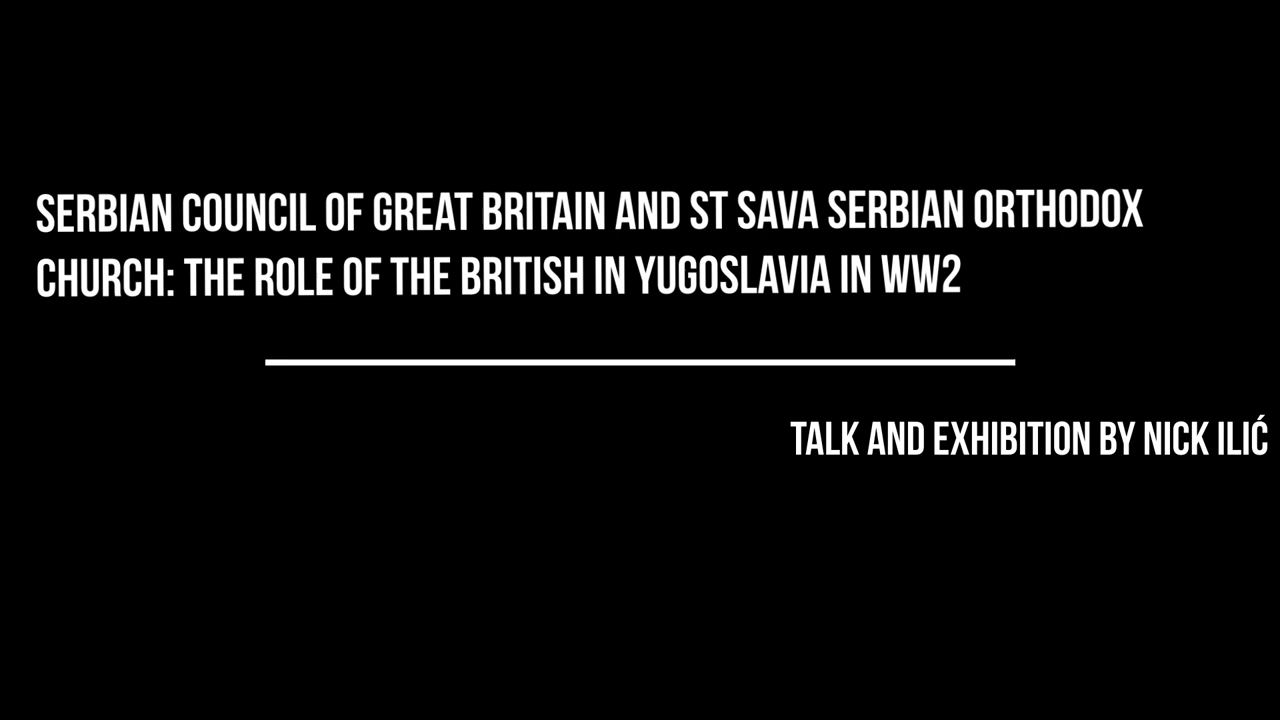 SERBIAN COUNCIL OF GREAT BRITAIN AND ST SAVA SERBIAN ORTHODOX
CHURCH: THE ROLE OF THE BRITISH IN YUGOSLAVIA IN WW2
TALK AND EXHIBITION BY NICK ILIĆ